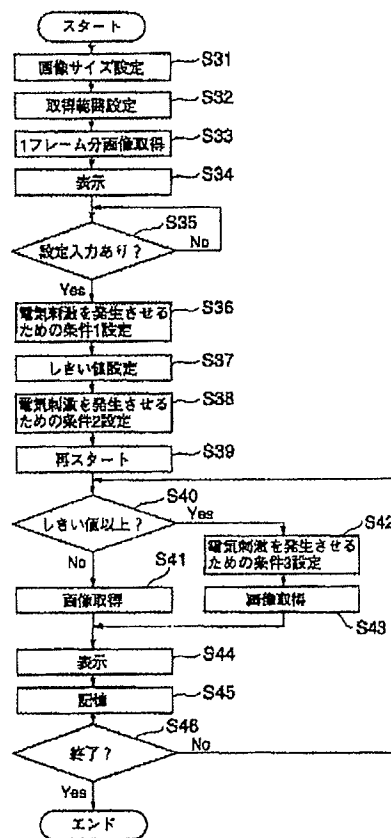 スタート
画像サイズ設定
S31
取得範囲設定
S32
1フレーム分画像取得
S33
表示
S34
設定入力あり?
S35
No
Yes
電気刺激を発生させる
ための条件1設定
S36
しきい値設定
S37
電気刺激を発生させる
ための条件2設定
S38
再スタート
S39
しきい値以上?
S40
Yes
No
電気刺激を発生させる
ための条件3設定
S42
画像取得
S41
画像取得
S43
表示
S44
記憶
S45
終了?
S46
No
Yes
エンド